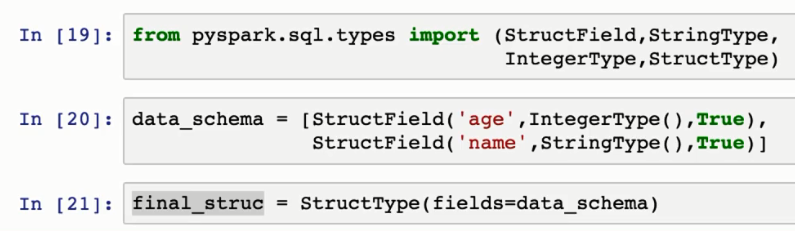 In [19]: from pyspark.sql.types import (StructField,StringType,
IntegerType,StructType)
In [20]: data_schema = [StructField('age',IntegerType(),True),
StructField('name',StringType(),True)]
In [21]: final_struc = StructType(fields=data_schema)